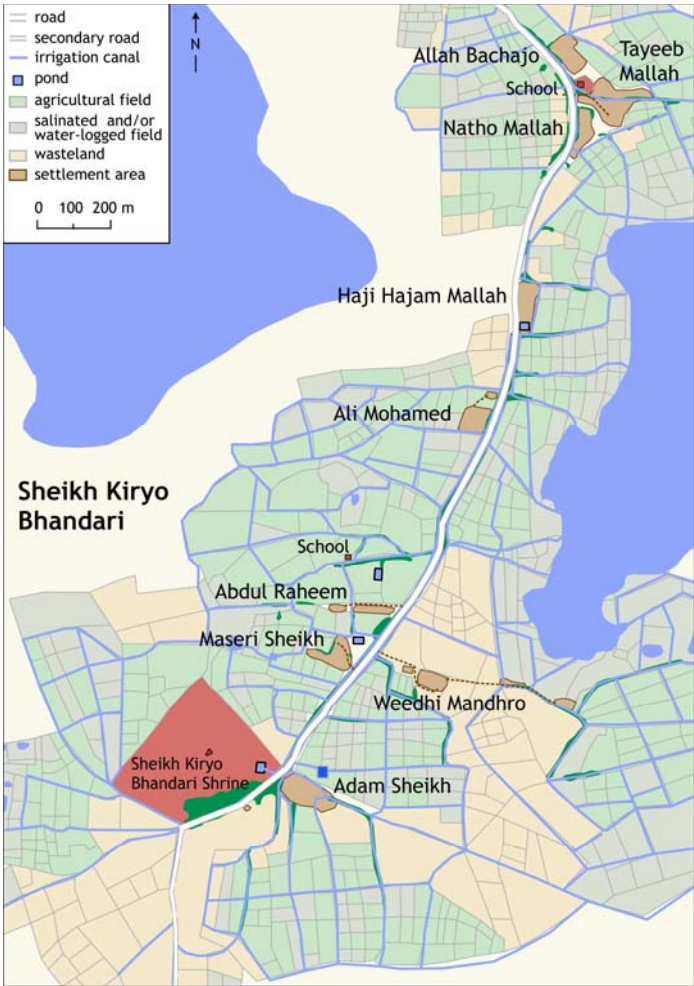 road
secondary road
irrigation canal
pond
agricultural field
salinated and/or
water-logged field
wasteland
settlement area
0 100 200 m
N
Allah Bachajo
Tayeeb
Mallah
School
Natho Mallah
Haji Hajam Mallah
Ali Mohamed
Sheikh Kiryo
Bhandari
School
Abdul Raheem
Maseri Sheikh
Weedhi Mandhro
Sheikh Kiryo
Bhandari Shrine
Adam Sheikh